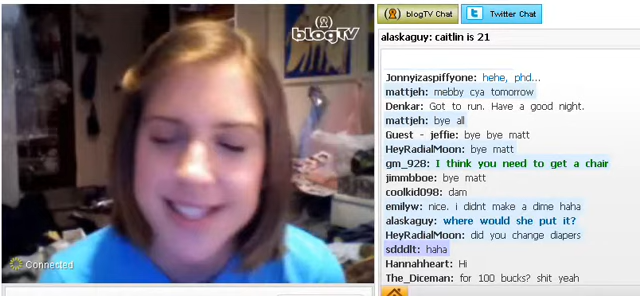 blogTV
Connected
blogTV Chat
Twitter Chat
alaskaguy: caitlin is 21
Jonnyizaspiffyone: hehe, phd...
mattjeh: mebby cya tomorrow
Denkar: Got to run. Have a good night.
mattjeh: bye all
Guest - jeffie: bye bye matt
HeyRadialMoon: bye matt
gm_928: I think you need to get a chair
jimmbboe: bye matt
coolkid098: dam
emilyw: nice. i didnt make a dime haha
alaskaguy: where would she put it?
HeyRadialMoon: did you change diapers
sdddlt: haha
Hannahheart: Hi
The_Diceman: for 100 bucks? shit yeah